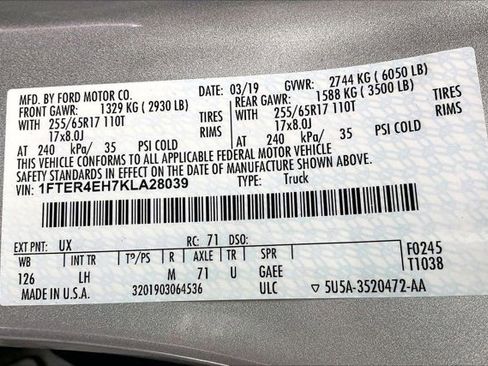 MFD. BY FORD MOTOR CO. DATE: 03/19 GVWR: 2744 KG ( 6050 LB)
FRONT GAWR: 1329 KG ( 2930 LB) REAR GAWR: 1588 KG ( 3500 LB)
WITH 255/65R17 110T TIRES WITH 255/65R17 110T TIRES
17x8.0J RIMS 17x8.0J RIMS
AT 240 kPa/ 35 PSI COLD AT 240 kPa/ 35 PSI COLD
THIS VEHICLE CONFORMS TO ALL APPLICABLE FEDERAL MOTOR VEHICLE
SAFETY STANDARDS IN EFFECT ON THE DATE OF MANUFACTURE SHOWN ABOVE.
1FTER4EH7KLA28039 TYPE: Truck
EXT PNT: UX RC: 71 DSO:
WB INT TR TP/PS R AXLE TR SPR F0245
126 LH M 71 U GAEE T1038
MADE IN U.S.A. 3201903064536 ULC ▽ 5U5A-3520472-AA